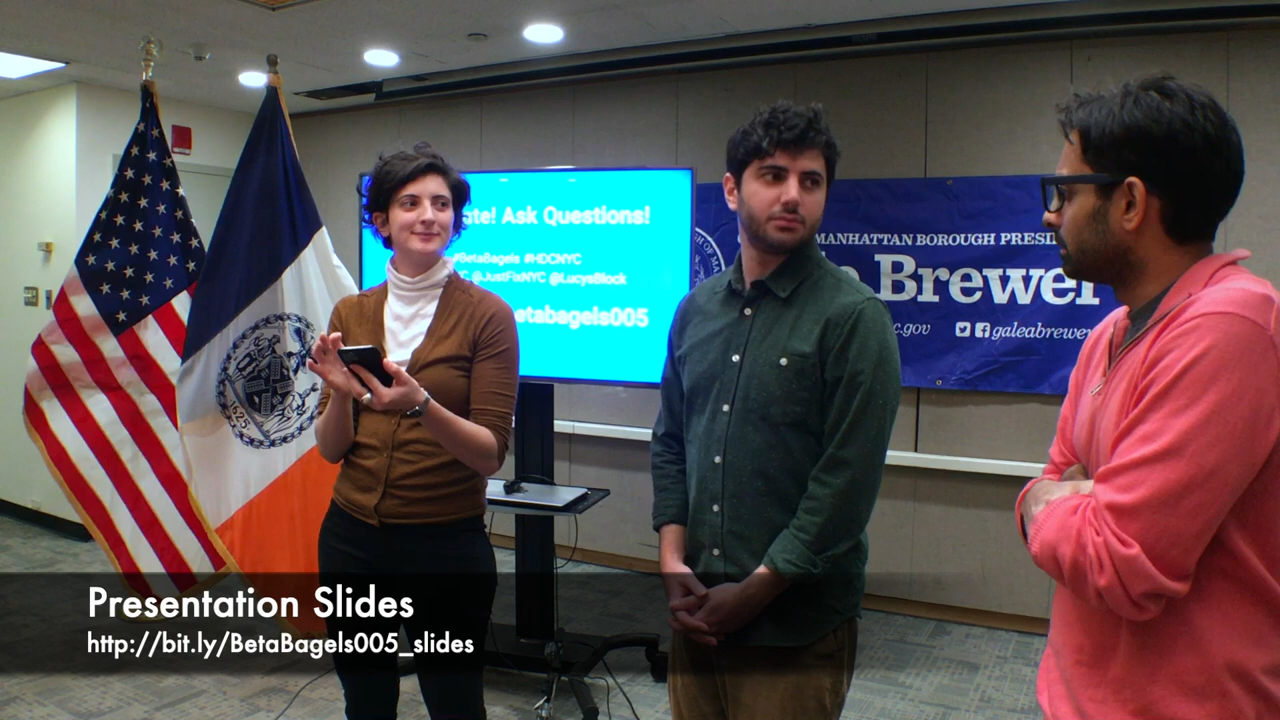 ate! Ask Questions!
#BetaBagels #HDCNYC
@JustFixNYC @LucysBlock
betabagels005
MANHATTAN BOROUGH
Brewer
.gov
galeabrewer
1625
Presentation Slides
http://bit.ly/BetaBagels005_slides